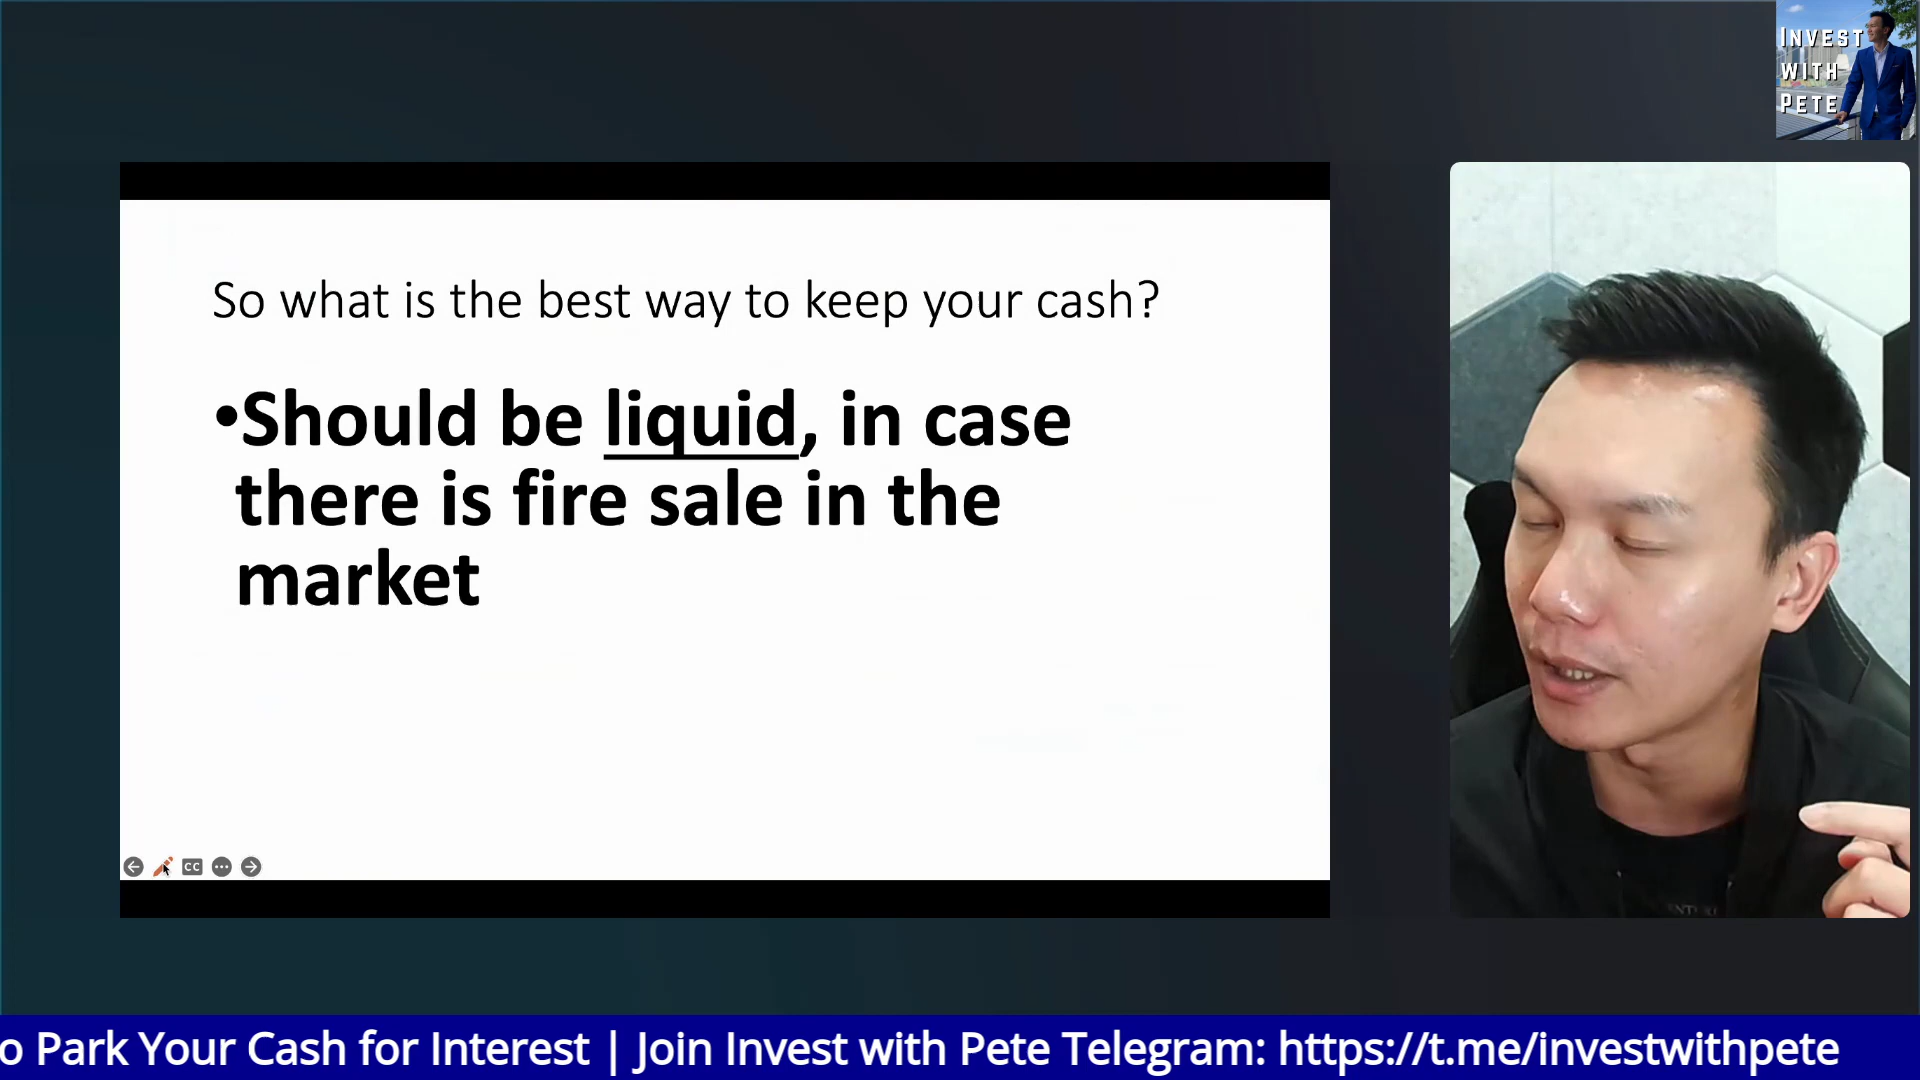 INVEST
WITH
PETE
So what is the best way to keep your cash?
•Should be liquid, in case
there is fire sale in the
market
CC
o Park Your Cash for Interest | Join Invest with Pete Telegram: https://t.me/investwithpete